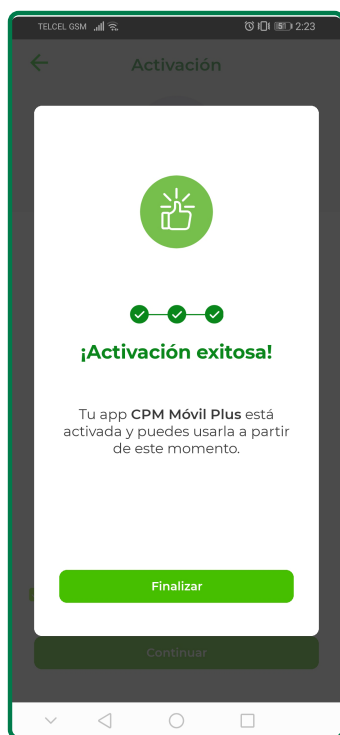 TELCEL GSM 51 2:23
Activación
¡Activación exitosa!
Tu app CPM Móvil Plus está
activada y puedes usarla a partir
de este momento.
Finalizar
Continuar